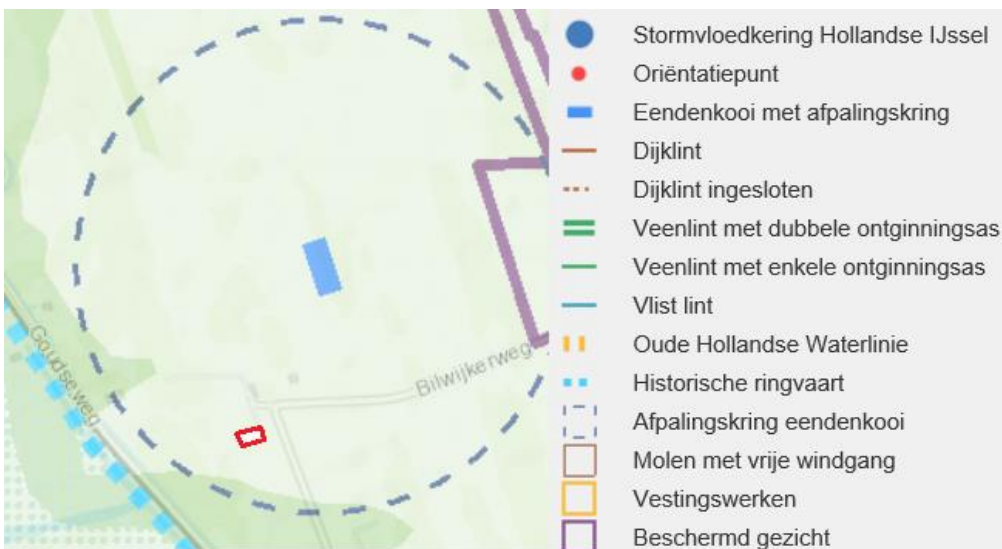 Goudseweg
Bilwijkerweg
Stormvloedkering Hollandse IJssel
Oriëntatiepunt
Eendenkooi met afpalingskring
Dijklint
Dijklint ingesloten
Veenlint met dubbele ontginningsas
Veenlint met enkele ontginningsas
Vlist lint
Oude Hollandse Waterlinie
Historische ringvaart
Afpalingskring eendenkooi
Molen met vrije windgang
Vestingswerken
Beschermd gezicht